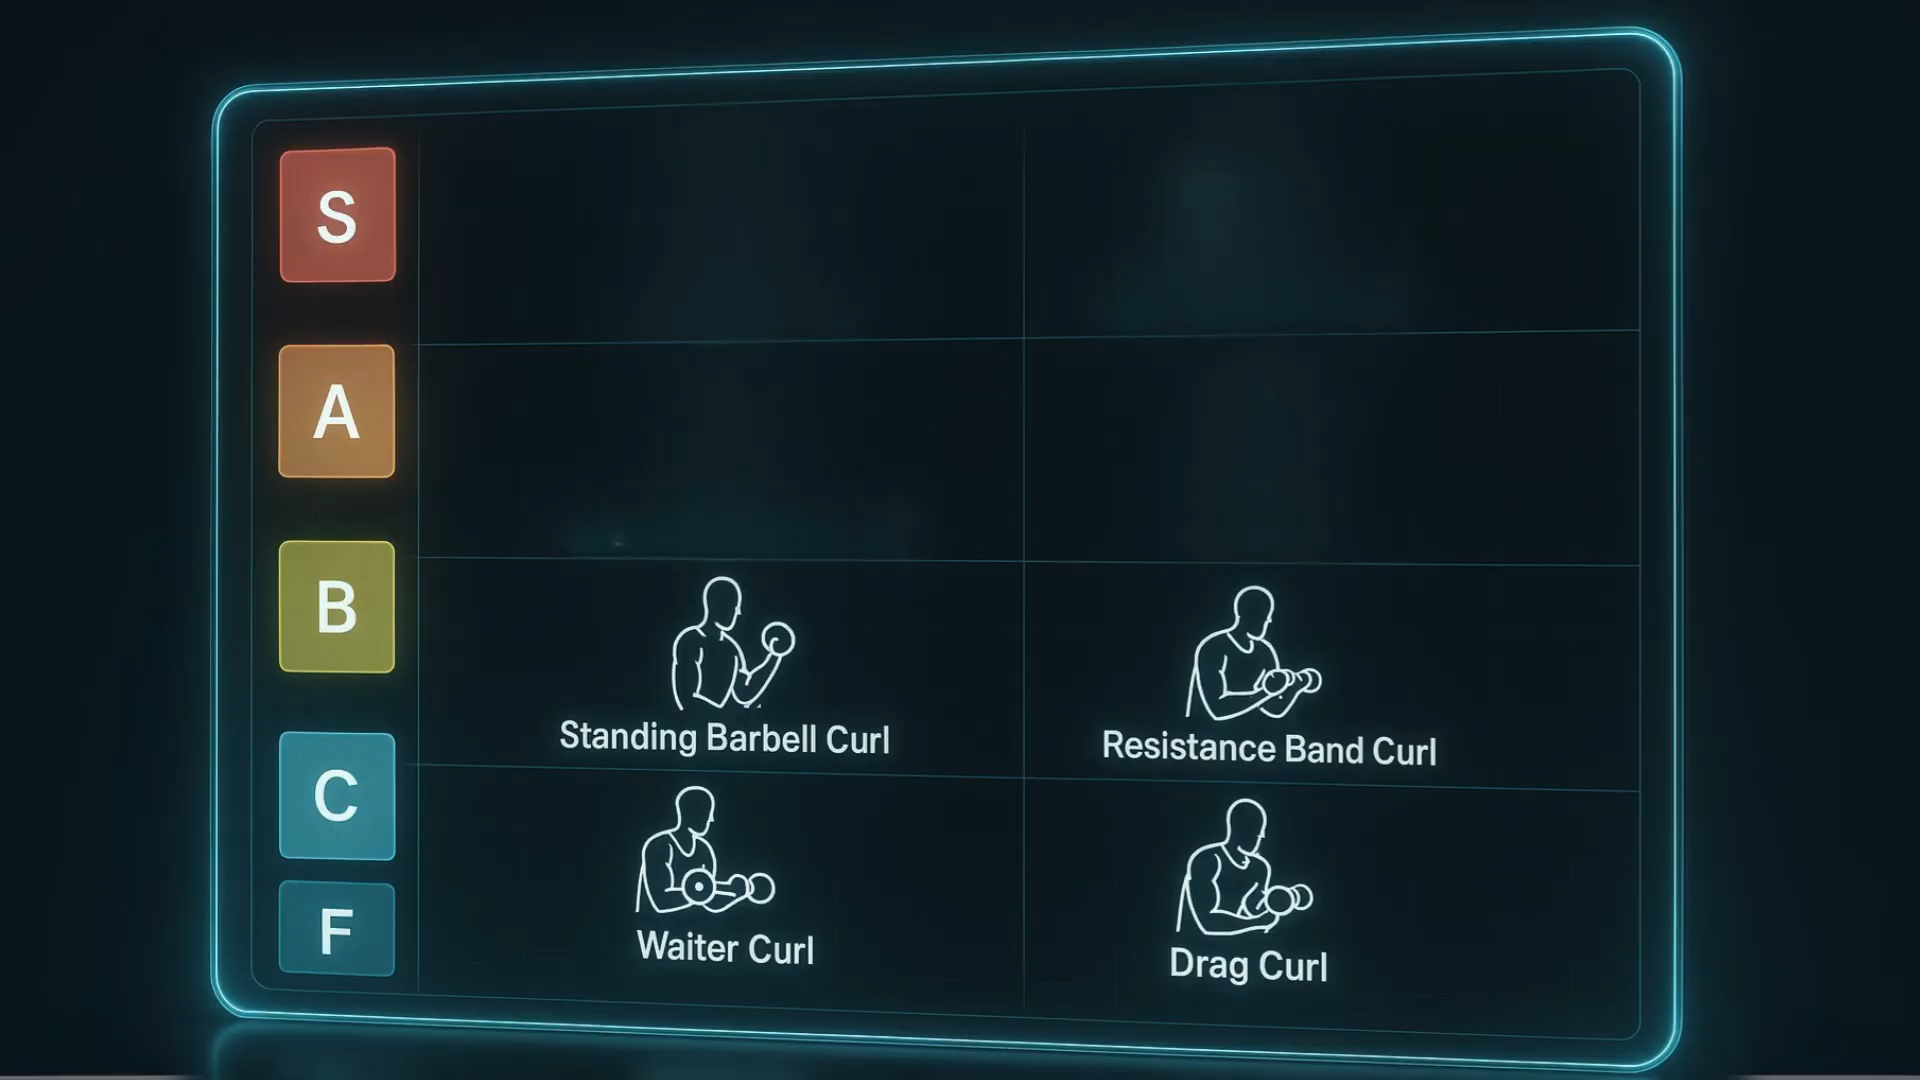 S
A
B
Standing Barbell Curl
Resistance Band Curl
C
Waiter Curl
Drag Curl
F